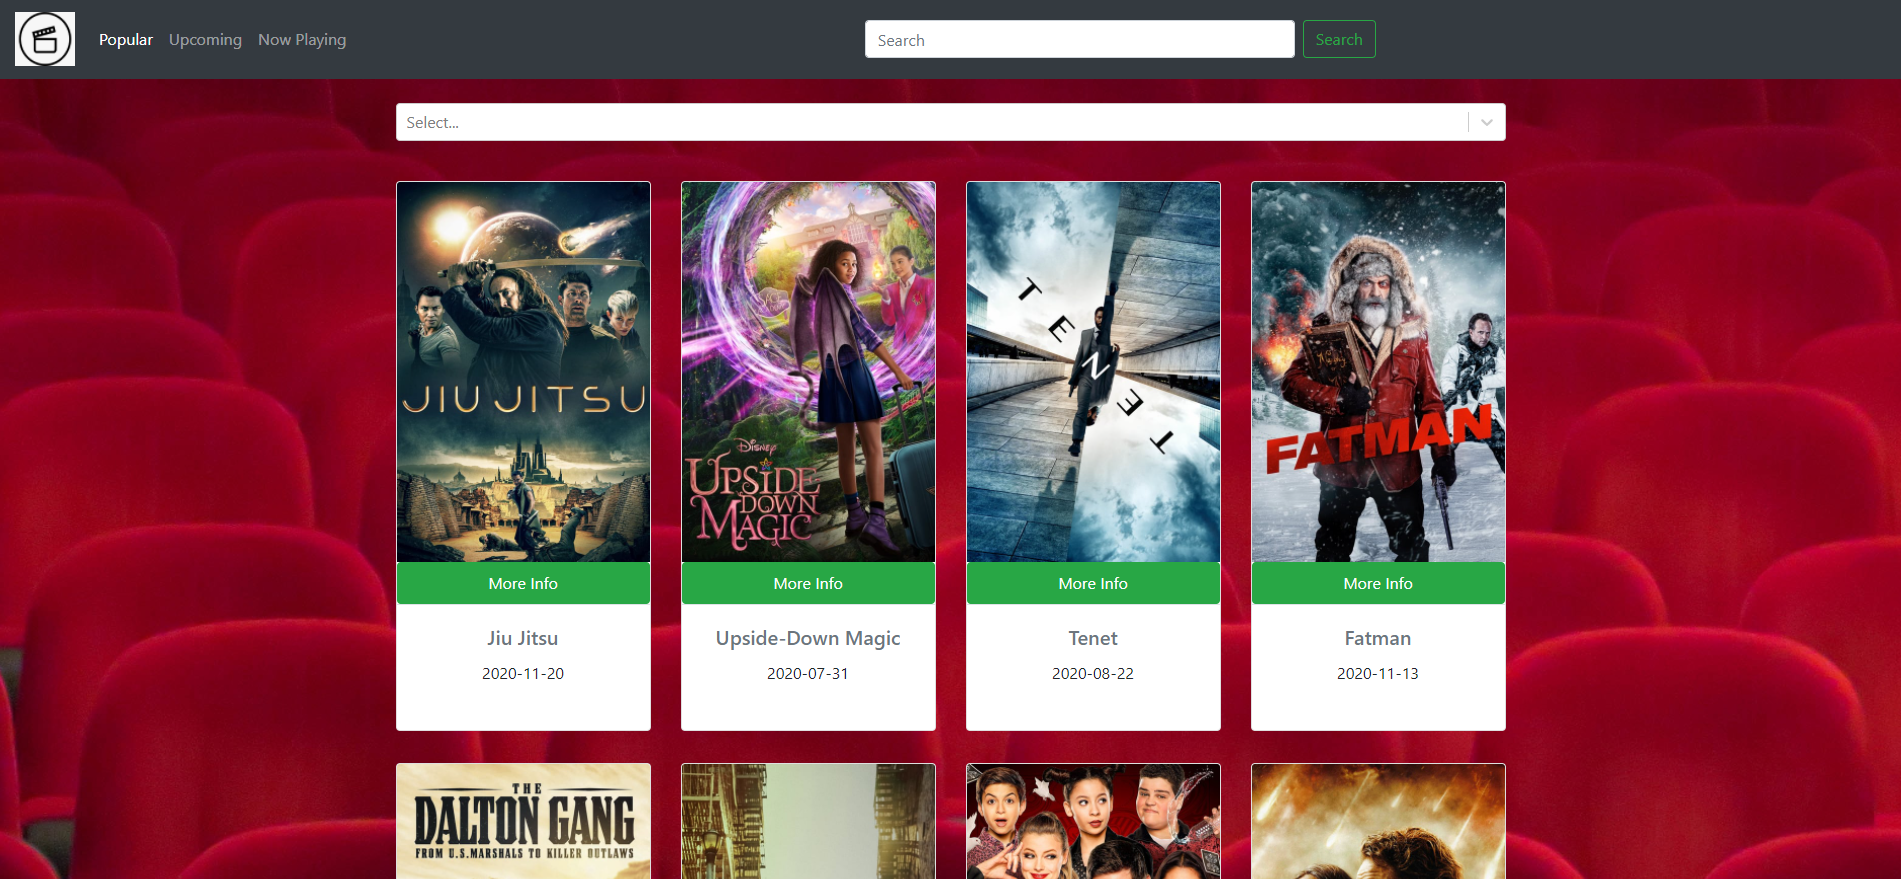 Popular Upcoming Now Playing Search Search
Select...
JIU JITSU
DISNEY
UPSIDE
DOWN
MAGIC
TENET
FATMAN
More Info More Info More Info More Info
Jiu Jitsu Upside-Down Magic Tenet Fatman
2020-11-20 2020-07-31 2020-08-22 2020-11-13
THE
DALTON GANG
FROM U.S. MARSHALS TO KILLER OUTLAWS